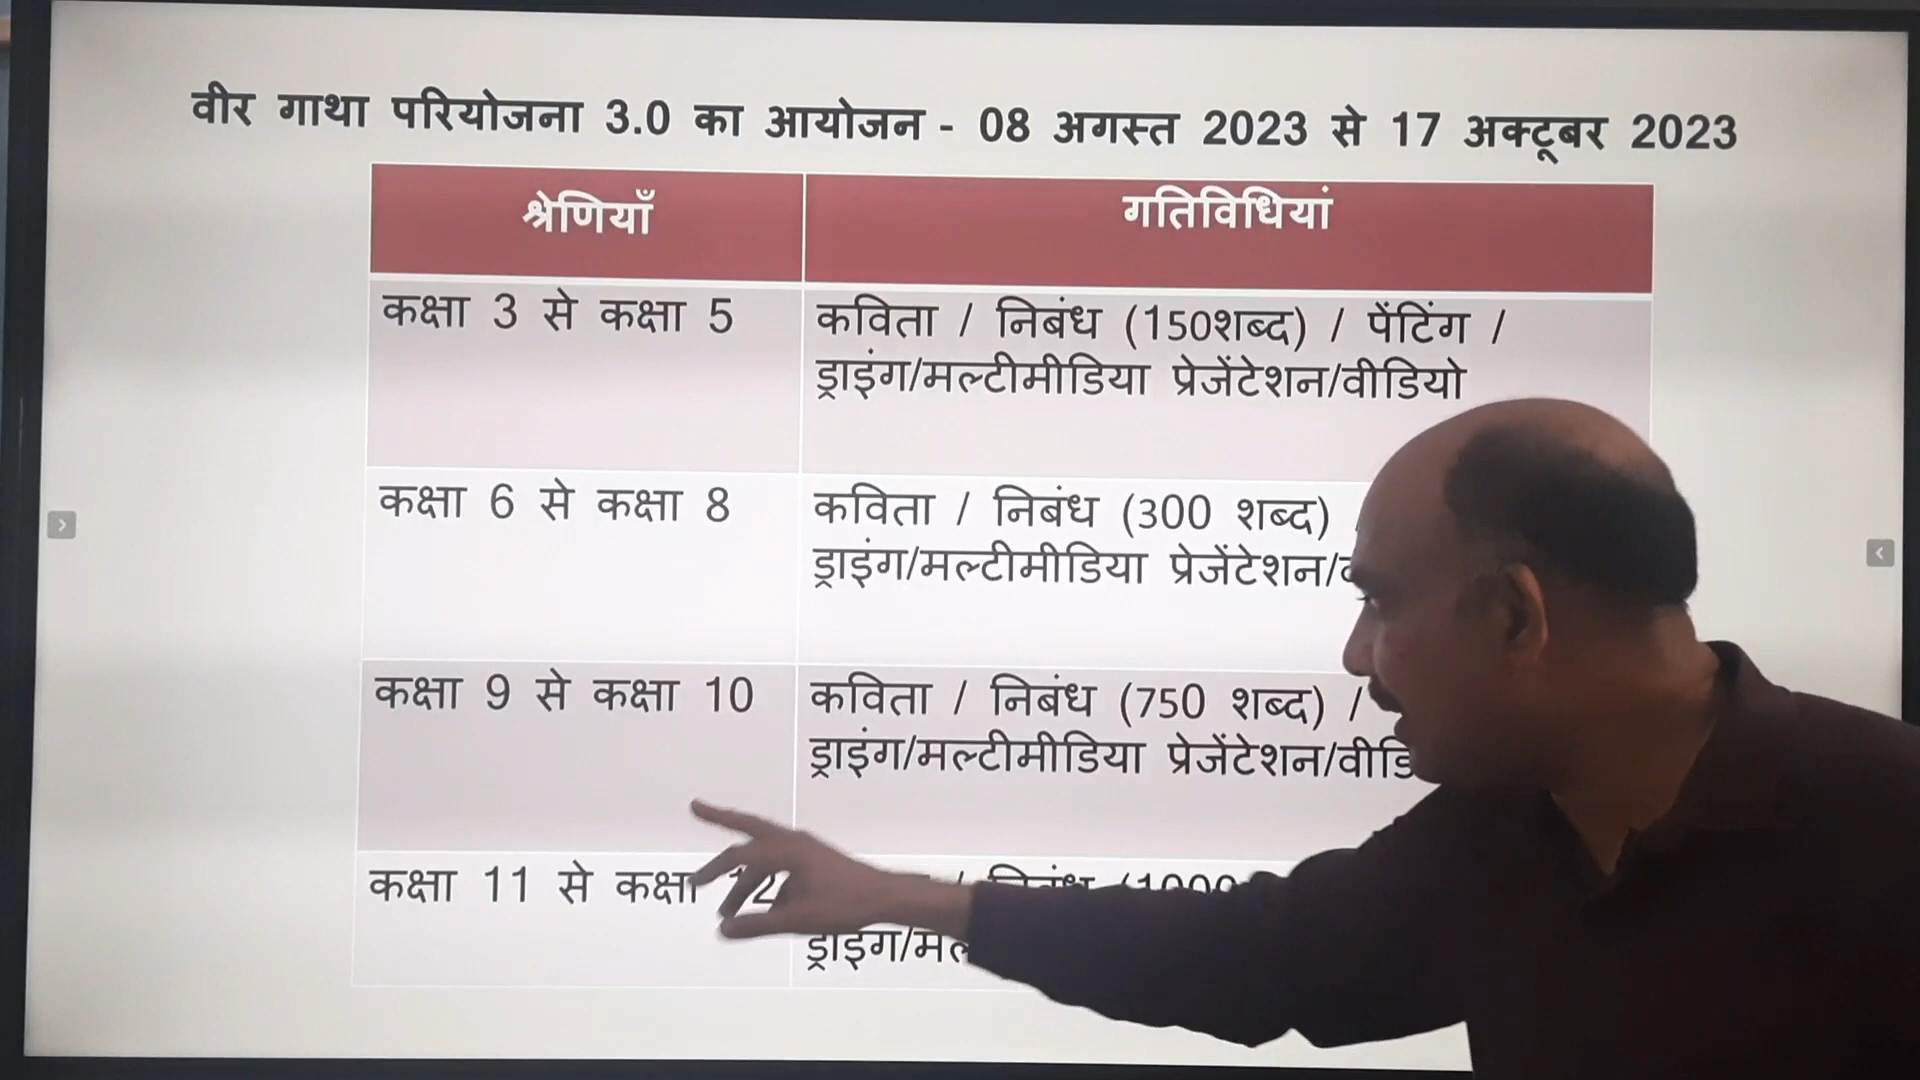 वीर गाथा परियोजना 3.0 का आयोजन - 08 अगस्त 2023 से 17 अक्टूबर 2023
श्रेणियाँ
गतिविधियां
कक्षा 3 से कक्षा 5
कविता / निबंध (150शब्द) / पेंटिंग /
ड्राइंग/मल्टीमीडिया प्रेजेंटेशन/वीडियो
कक्षा 6 से कक्षा 8
कविता / निबंध (300 शब्द)
ड्राइंग/मल्टीमीडिया प्रेजेंटेशन/
कक्षा 9 से कक्षा 10
कविता / निबंध (750 शब्द) /
ड्राइंग/मल्टीमीडिया प्रेजेंटेशन/
कक्षा 11 से कक्षा 12
/ निबंध (1000
ड्राइंग/